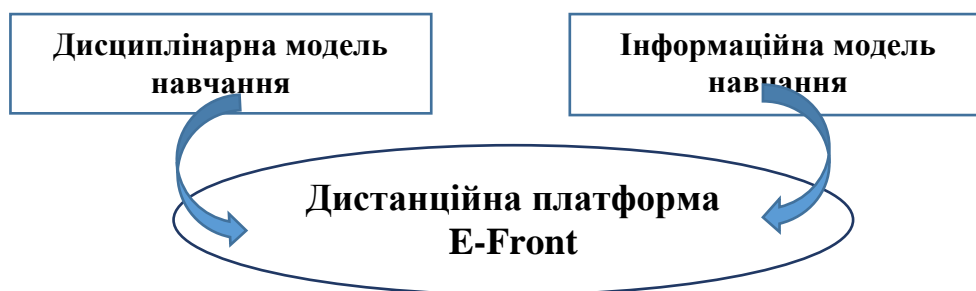 Дисциплінарна модель
навчання
Інформаційна модель
навчання
Дистанційна платформа
E-Front